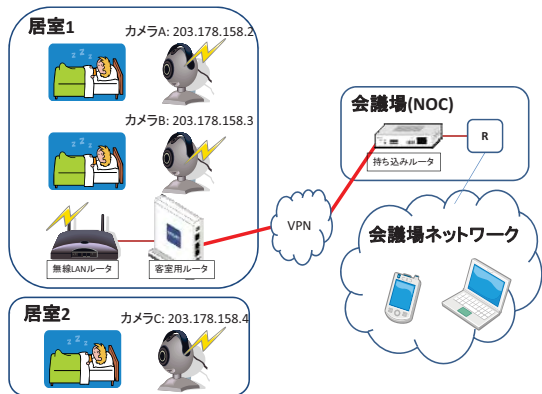 居室1
カメラA: 203.178.158.2
カメラB: 203.178.158.3
無線LANルータ
客室用ルータ
VPN
会議場(NOC)
持ち込みルータ
R
会議場ネットワーク
居室2
カメラC: 203.178.158.4